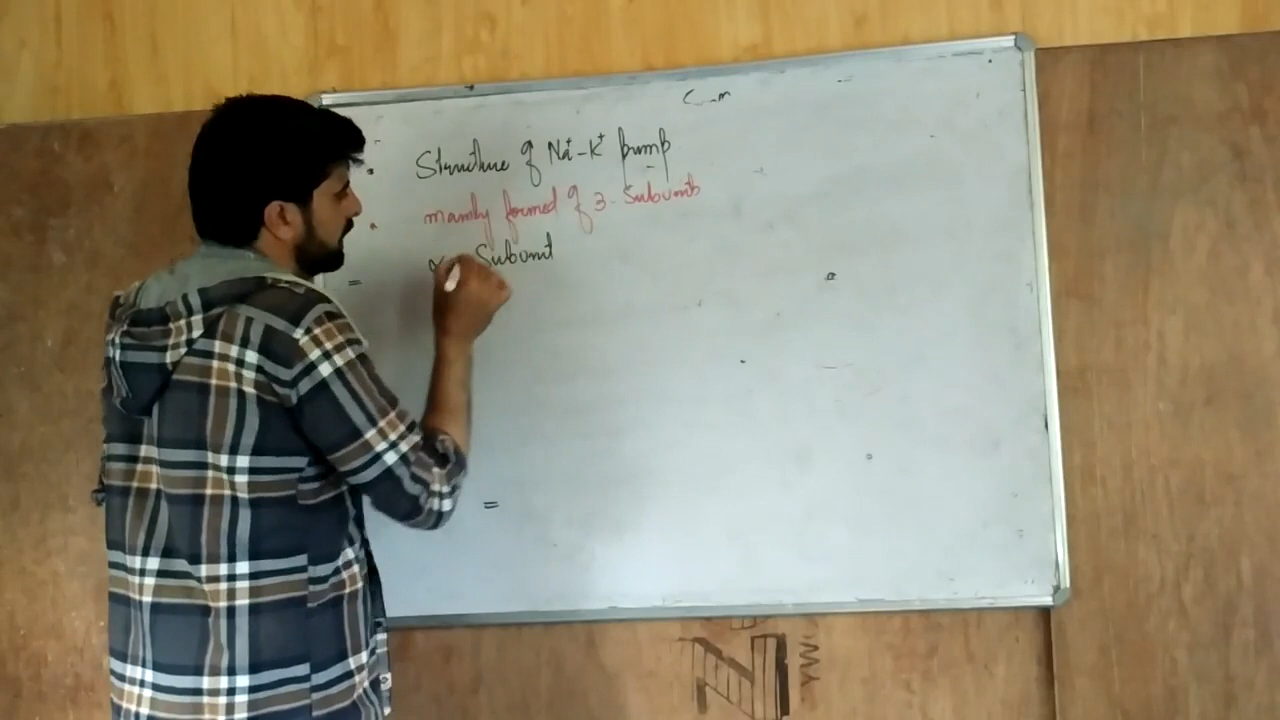 Structure of Na⁺-K⁺ pump
mainly formed of 3-Subunits
α- Subunit